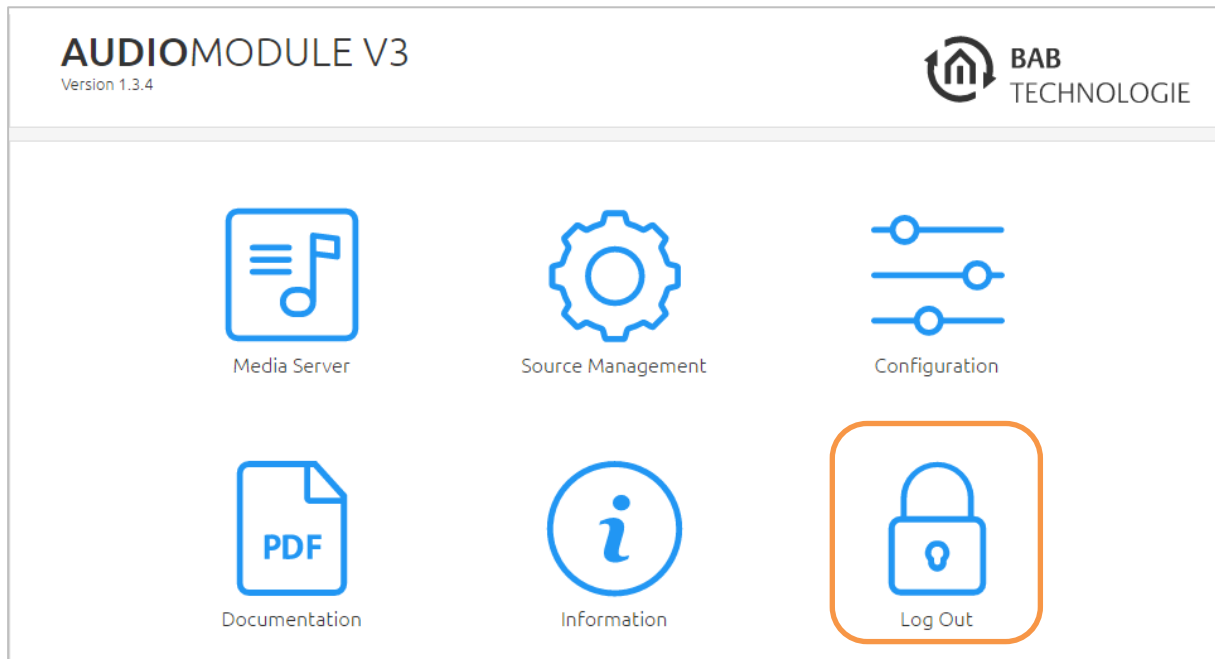 AUDIOMODULE V3
Version 1.3.4
BAB
TECHNOLOGIE
Media Server
Source Management
Configuration
PDF
i
Documentation
Information
Log Out